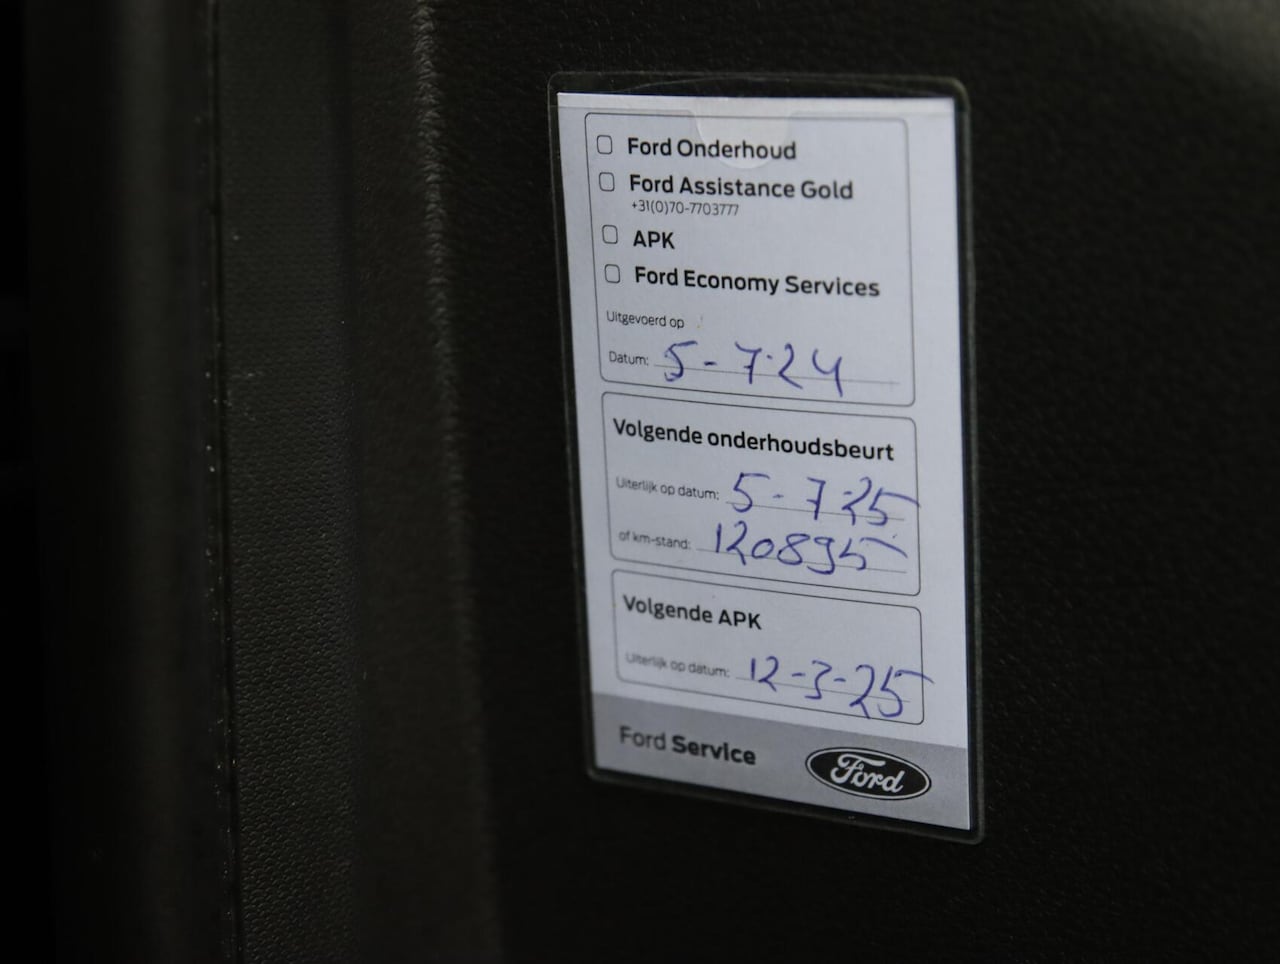 Ford Onderhoud
Ford Assistance Gold
+31(0)70-7703777
APK
Ford Economy Services
Uitgevoerd op
Datum: 5-7-24
Volgende onderhoudsbeurt
Uiterlijk op datum: 5-7-25
of km-stand: 120895
Volgende APK
Uiterlijk op datum: 12-3-25
Ford Service
Ford